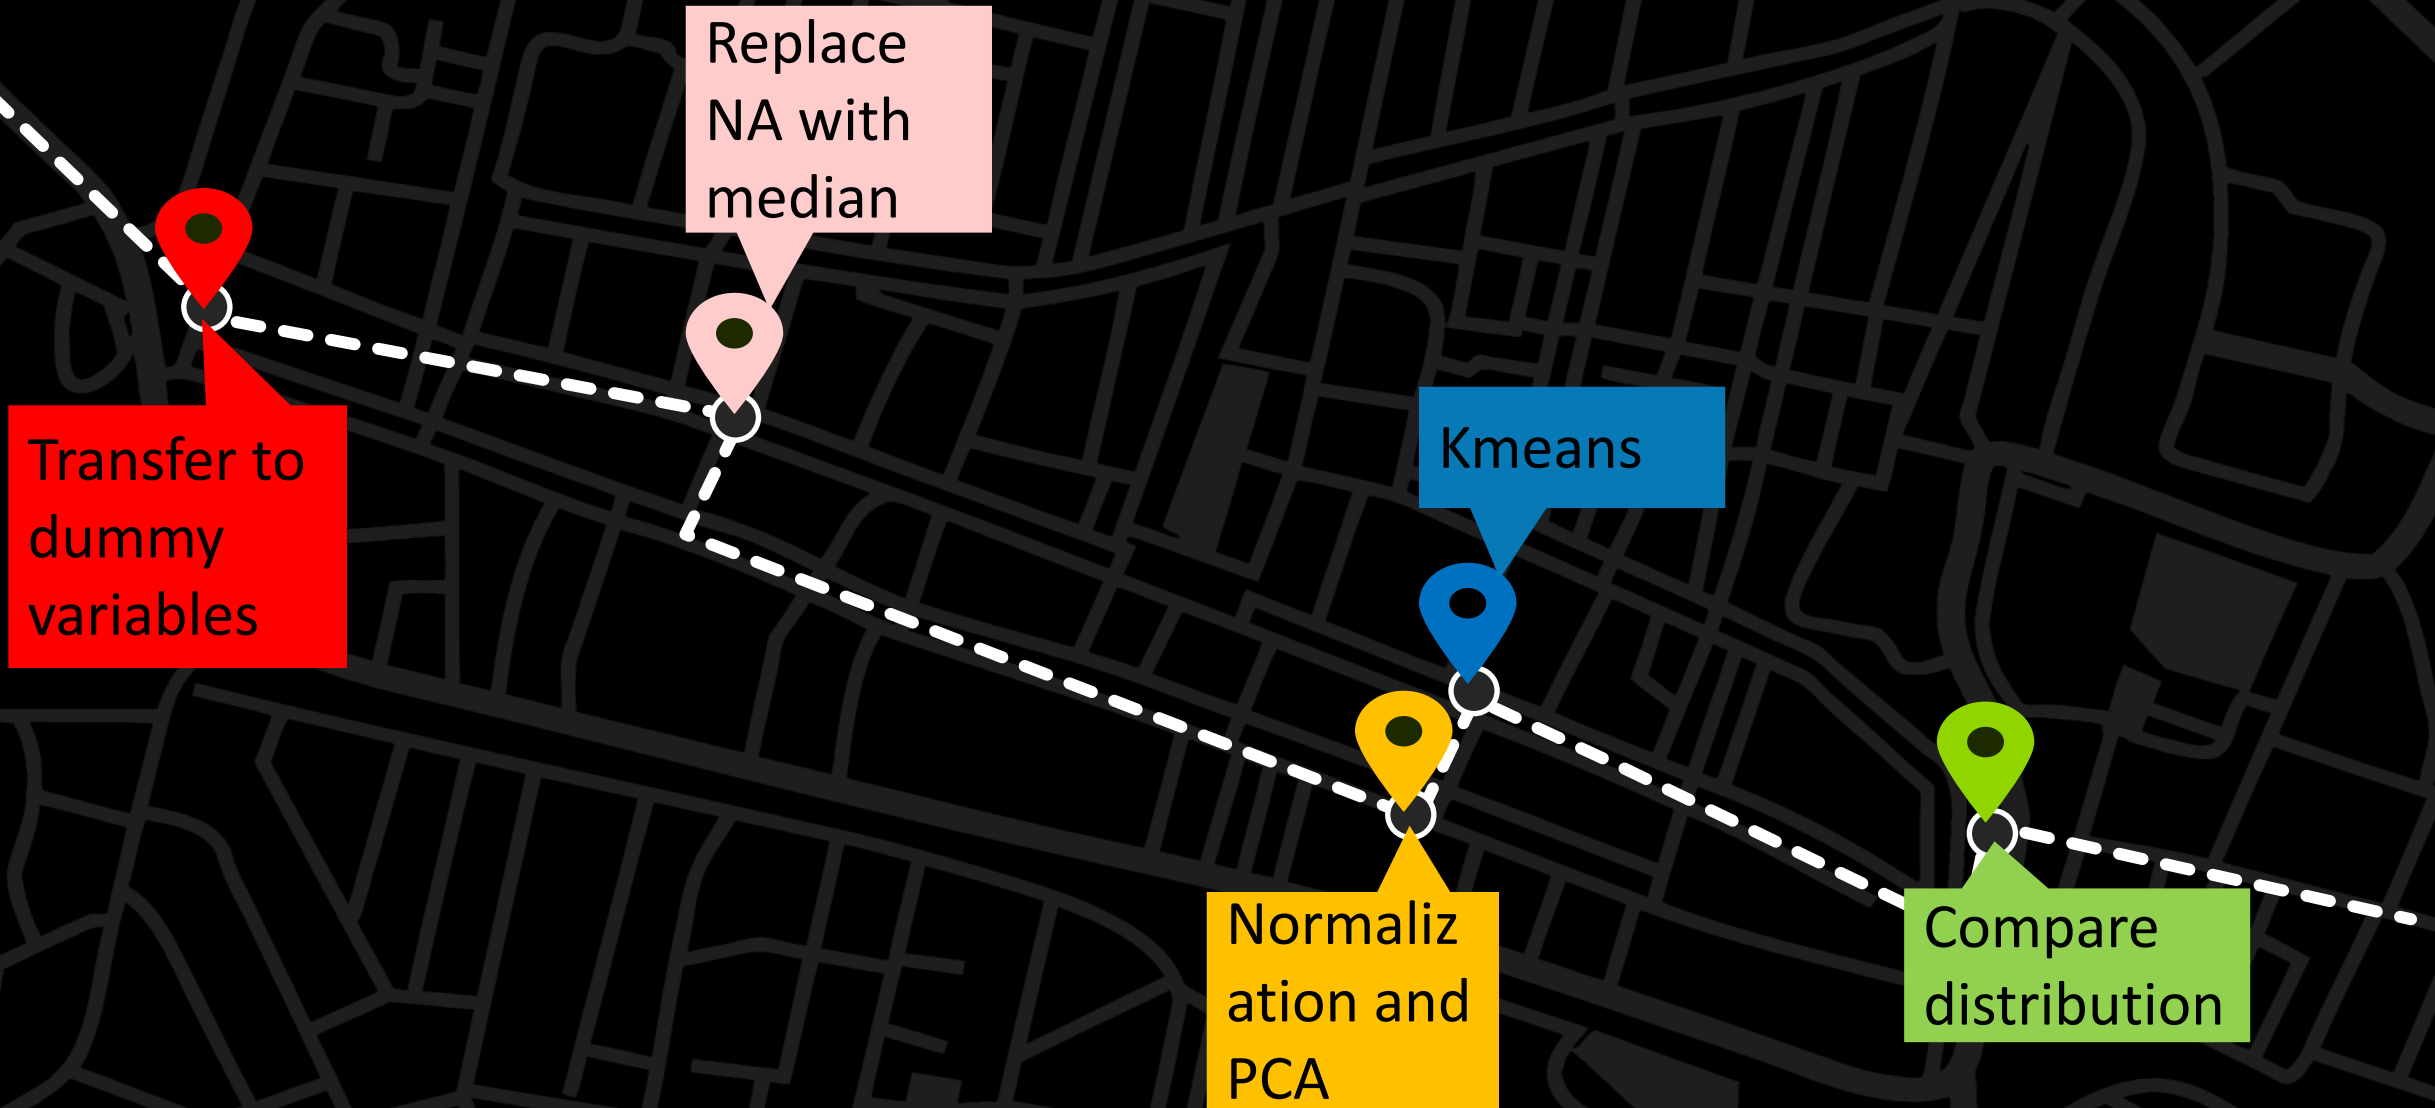 Replace
NA with
median
Transfer to
dummy
variables
Kmeans
Normaliz
ation and
PCA
Compare
distribution